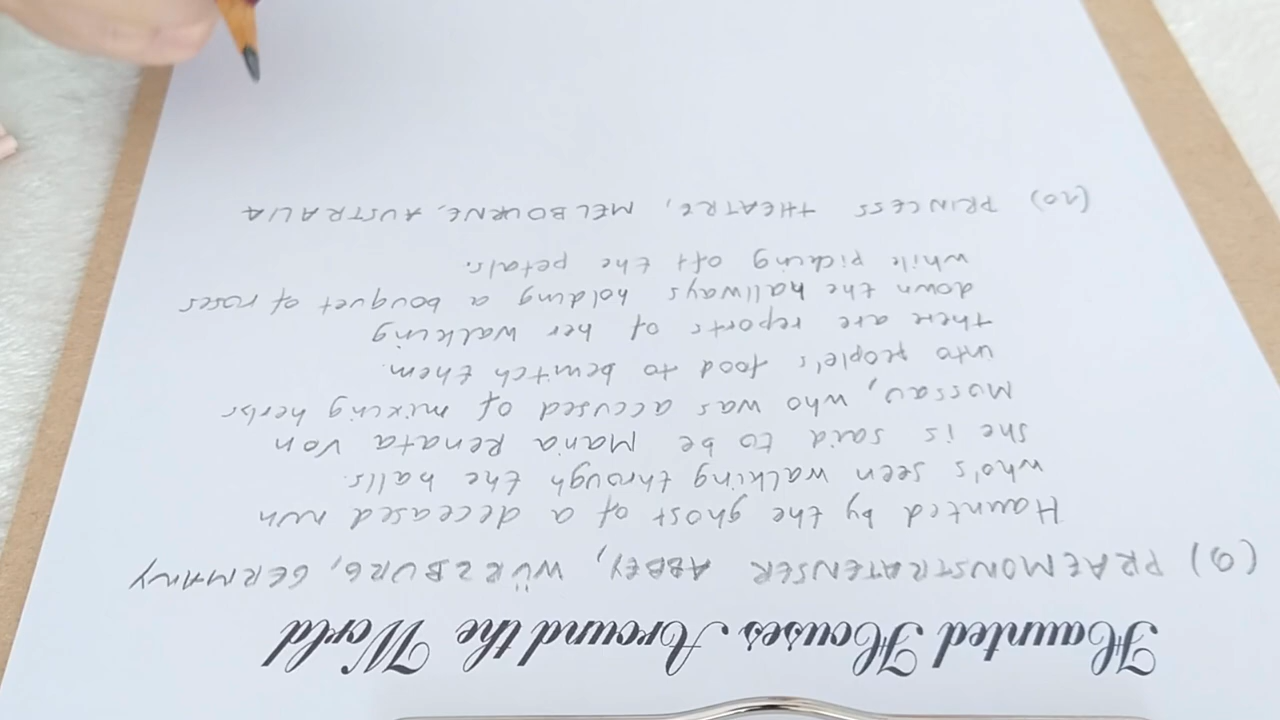 Haunted Houses Around the World
(9) PRAEMONSTRATENSER ABBEY, WÜRZBURG, GERMANY
Haunted by the ghost of a deceased nun
who's seen walking through the halls.
She is said to be Maria Renata von
Mossau, who was accused of mixing herbs
into people's food to bewitch them.
There are reports of her walking
down the hallways holding a bouquet of roses
while picking off the petals.
(10) PRINCESS THEATRE, MELBOURNE, AUSTRALIA